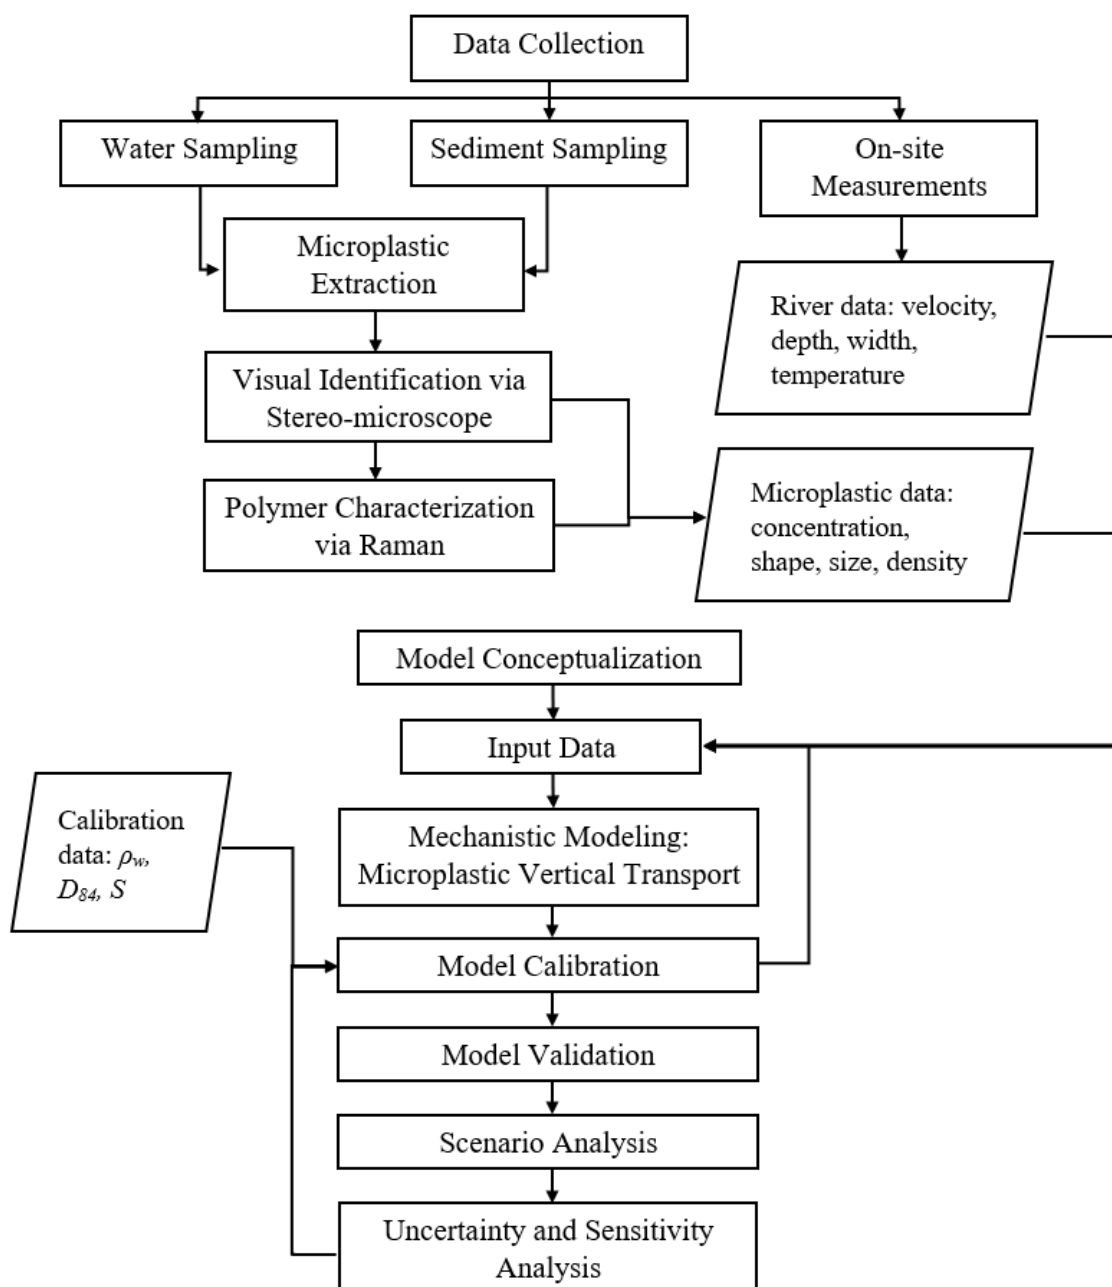 Data Collection
Water Sampling
Sediment Sampling
On-site
Measurements
Microplastic
Extraction
River data: velocity,
depth, width,
temperature
Visual Identification via
Stereo-microscope
Microplastic data:
concentration,
shape, size, density
Polymer Characterization
via Raman
Model Conceptualization
Input Data
Calibration
data: ρw,
D84, S
Mechanistic Modeling:
Microplastic Vertical Transport
Model Calibration
Model Validation
Scenario Analysis
Uncertainty and Sensitivity
Analysis